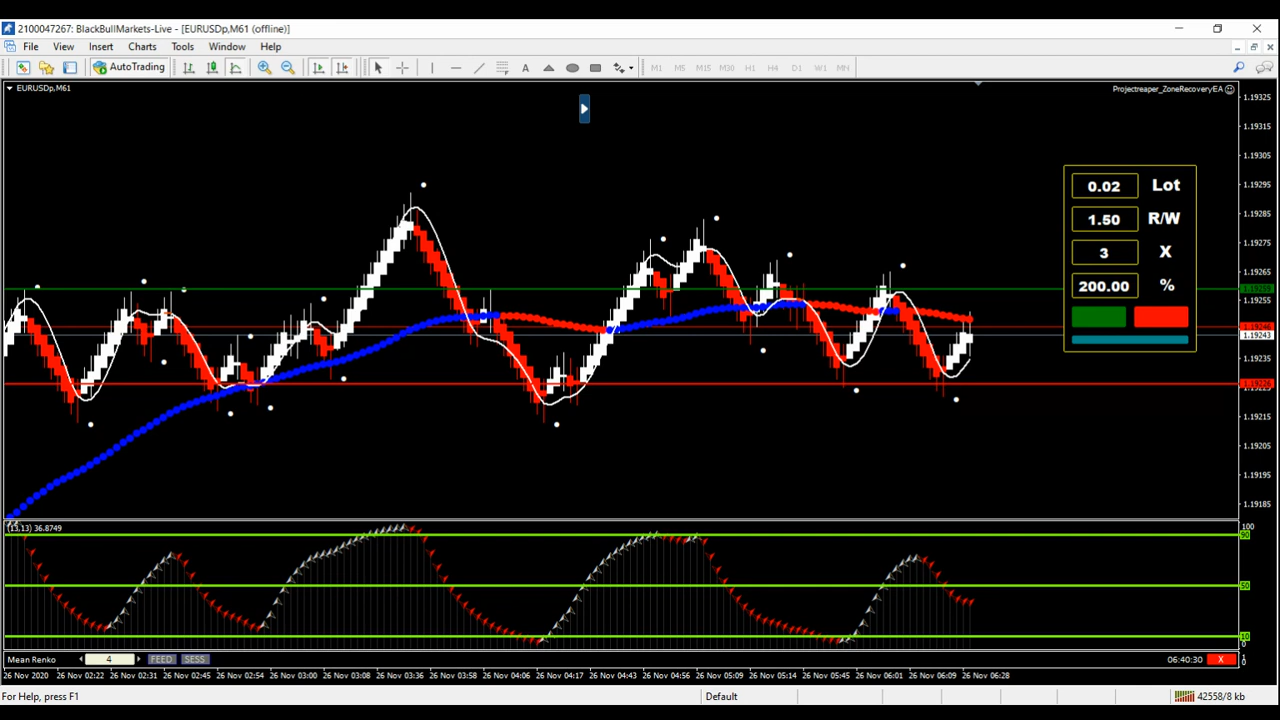 2100047267: BlackBullMarkets-Live - [EURUSDp,M61 (offline)]
File View Insert Charts Tools Window Help
AutoTrading
A
M1 M5 M15 M30 H1 H4 D1 W1 MN
EURUSDp,M61
Projectreaper_ZoneRecoveryEA
1.19325
1.19315
1.19305
1.19295
1.19285
1.19275
1.19265
1.19259
1.19255
1.19246
1.19243
1.19235
1.19226
1.19215
1.19205
1.19195
1.19185
0.02 Lot
1.50 R/W
3 X
200.00 %
(13,13) 36.8749
100
90
50
10
0
Mean Renko 4 FEED SESS
06:40:30 X
1
0
26 Nov 2020 26 Nov 02:22 26 Nov 02:31 26 Nov 02:45 26 Nov 02:54 26 Nov 03:00 26 Nov 03:08 26 Nov 03:36 26 Nov 04:06 26 Nov 04:17 26 Nov 04:43 26 Nov 04:56 26 Nov 05:09 26 Nov 05:14 26 Nov 05:45 26 Nov 06:01 26 Nov 06:09 26 Nov 06:28
For Help, press F1
Default
42558/8 kb